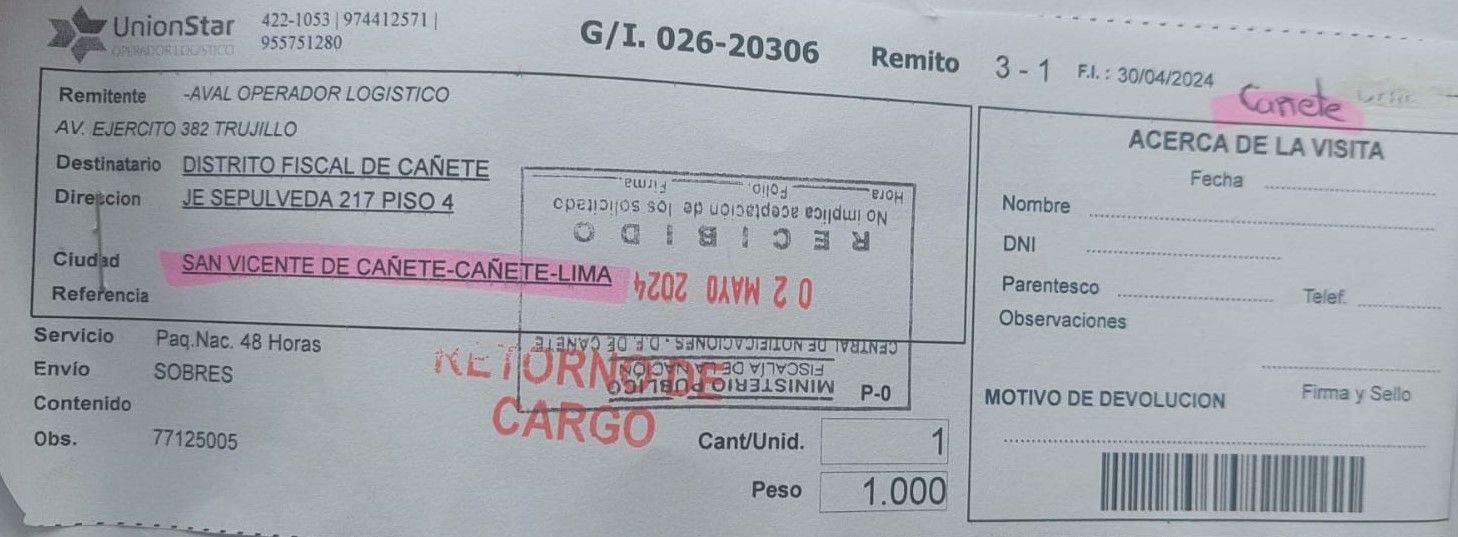 UnionStar
OPERADOR LOGISTICO
422-1053 | 974412571 |
955751280
G/I. 026-20306
Remito 3 - 1 F.I. : 30/04/2024
Cañete
Remitente -AVAL OPERADOR LOGISTICO
AV. EJERCITO 382 TRUJILLO
Destinatario DISTRITO FISCAL DE CAÑETE
Direccion JE SEPULVEDA 217 PISO 4
Ciudad SAN VICENTE DE CAÑETE-CAÑETE-LIMA
Referencia
Servicio Paq.Nac. 48 Horas
Envío SOBRES
Contenido
Obs. 77125005
P-0
Cant/Unid. 1
Peso 1.000
RETORNO DE
CARGO
MINISTERIO PUBLICO
FISCALÍA DE LA NACIÓN
CENTRAL DE NOTIFICACIONES - D.F. DE CAÑETE
02 MAYO 2024
RECIBIDO
No implica aceptación de los solicitado
Hora Folio. Firma.
ACERCA DE LA VISITA
Fecha
Nombre
DNI
Parentesco Telef.
Observaciones
Firma y Sello
MOTIVO DE DEVOLUCION